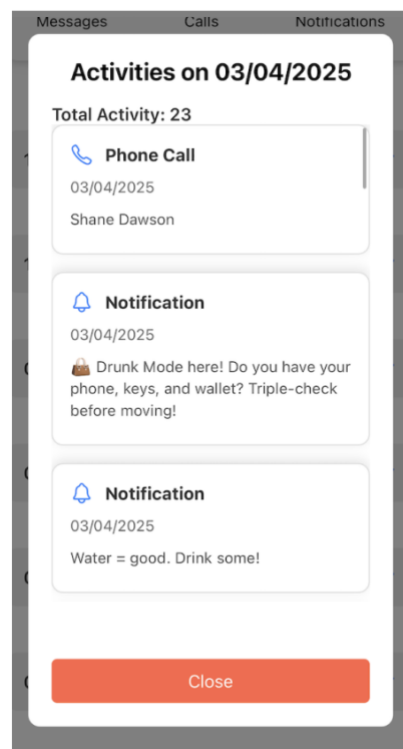 Messages Calls Notifications
Activities on 03/04/2025
Total Activity: 23
Phone Call
03/04/2025
Shane Dawson
Notification
03/04/2025
👜 Drunk Mode here! Do you have your
phone, keys, and wallet? Triple-check
before moving!
Notification
03/04/2025
Water = good. Drink some!
Close